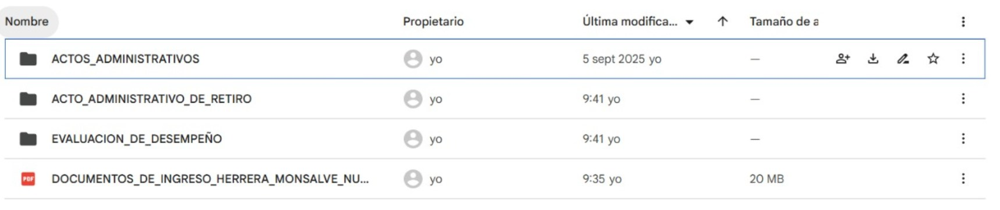 Nombre Propietario Última modifica... Tamaño de a
ACTOS_ADMINISTRATIVOS yo 5 sept 2025 yo —
ACTO_ADMINISTRATIVO_DE_RETIRO yo 9:41 yo —
EVALUACION_DE_DESEMPEÑO yo 9:41 yo —
PDF DOCUMENTOS_DE_INGRESO_HERRERA_MONSALVE_NU... yo 9:35 yo 20 MB